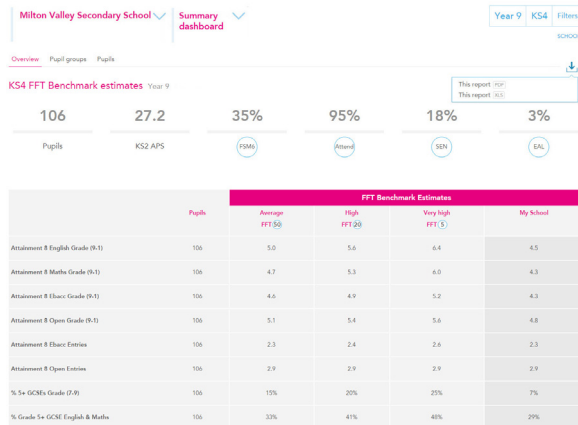 Milton Valley Secondary School Summary dashboard Year 9 KS4 Filters
SCHOO
Overview Pupil groups Pupils
KS4 FFT Benchmark estimates Year 9
This report PDF
This report XLS
106 27.2 35% 95% 18% 3%
Pupils KS2 APS FSM6 Attend SEN EAL
FFT Benchmark Estimates
Pupils Average High Very high My School
FFT 50 FFT 20 FFT 5
Attainment 8 English Grade (9-1) 106 5.0 5.6 6.4 4.5
Attainment 8 Maths Grade (9-1) 106 4.7 5.3 6.0 4.3
Attainment 8 Ebacc Grade (9-1) 106 4.6 4.9 5.2 4.3
Attainment 8 Open Grade (9-1) 106 5.1 5.4 5.6 4.8
Attainment 8 Ebacc Entries 106 2.3 2.4 2.6 2.3
Attainment 8 Open Entries 106 2.9 2.9 2.9 2.9
% 5+ GCSEs Grade (7-9) 106 15% 20% 25% 7%
% Grade 5+ GCSE English & Maths 106 33% 41% 48% 29%